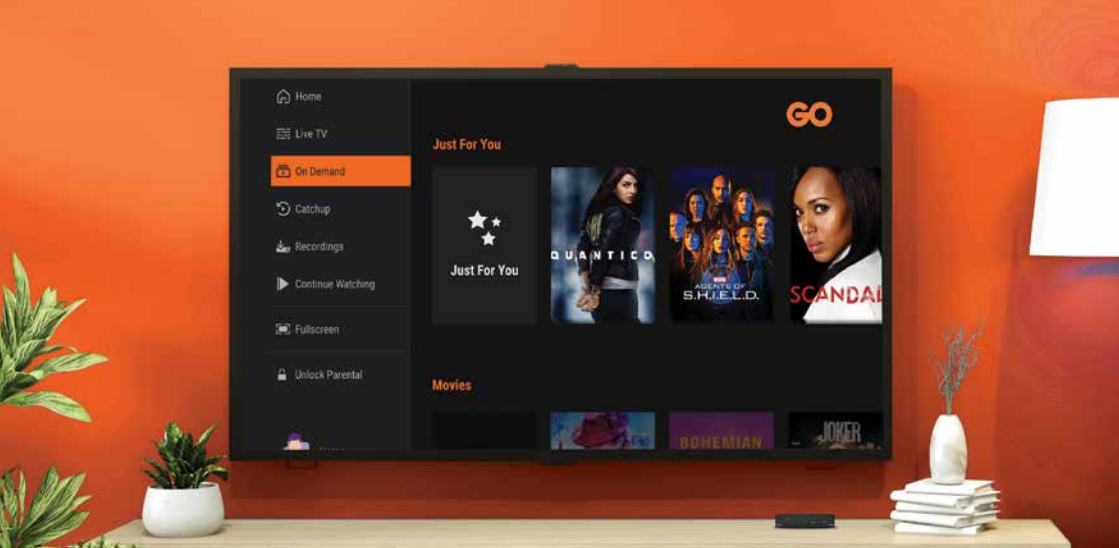 Home
Live TV
On Demand
Catchup
Recordings
Continue Watching
Fullscreen
Unlock Parental
GO
Just For You
Just For You
QUANTICO
MARVEL
AGENTS OF
S.H.I.E.L.D.
SCANDAL
Movies
BOHEMIAN
JOKER